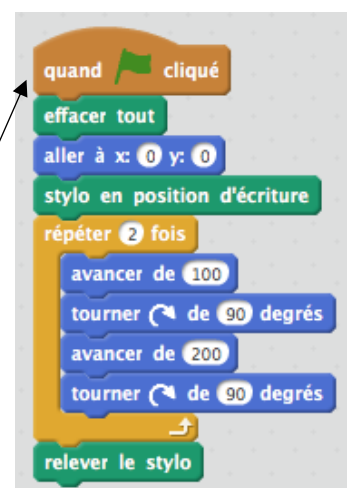 quand cliqué
effacer tout
aller à x: 0 y: 0
stylo en position d'écriture
répéter 2 fois
avancer de 100
tourner de 90 degrés
avancer de 200
tourner de 90 degrés
relever le stylo